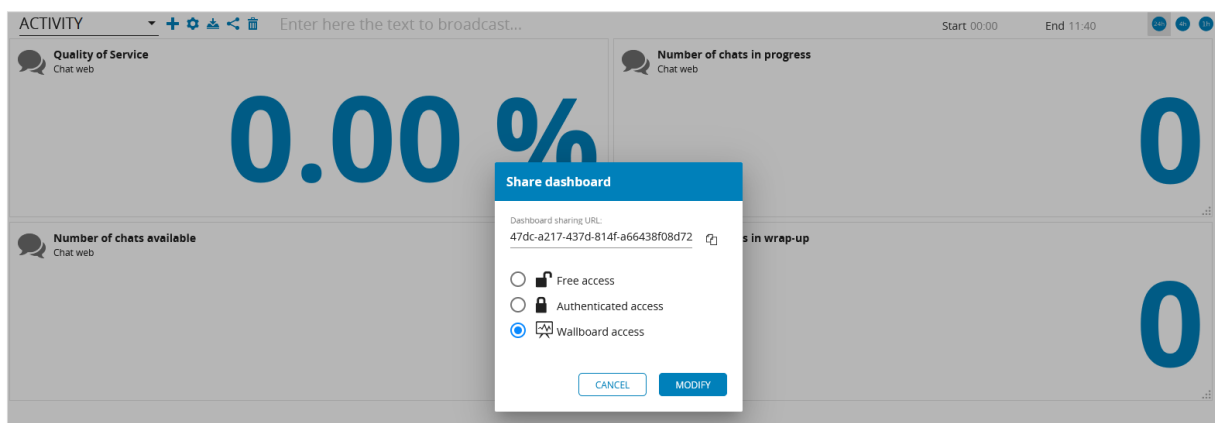 ACTIVITY
Enter here the text to broadcast...
Start 00:00
End 11:40
24h
4h
1h
Quality of Service
Chat web
0.00 %
Number of chats in progress
Chat web
0
Number of chats available
Chat web
s in wrap-up
0
Share dashboard
Dashboard sharing URL:
47dc-a217-437d-814f-a66438f08d72
Free access
Authenticated access
Wallboard access
CANCEL
MODIFY